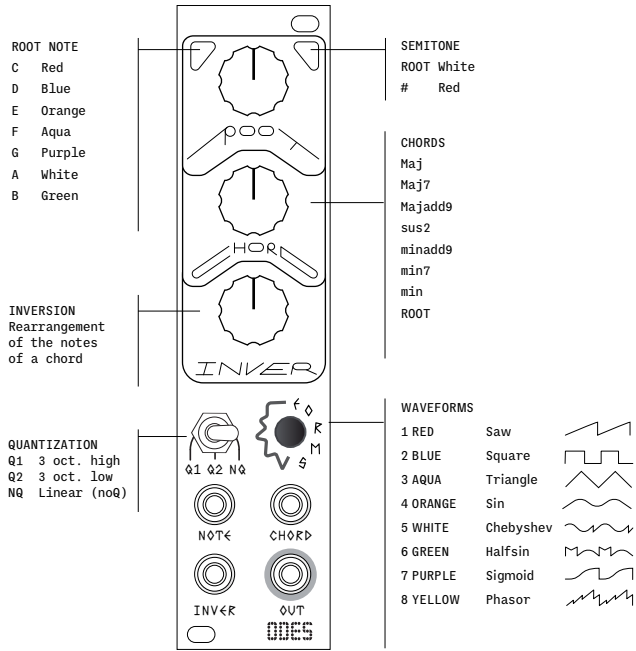 ROOT NOTE
C Red
D Blue
E Orange
F Aqua
G Purple
A White
B Green
INVERSION
Rearrangement
of the notes
of a chord
QUANTIZATION
Q1 3 oct. high
Q2 3 oct. low
NQ Linear (noQ)
HOR
INVER
FORMS
Q1 Q2 NQ
NOTE CHORD
INVER OUT
ODES
SEMITONE
ROOT White
# Red
CHORDS
Maj
Maj7
Majadd9
sus2
minadd9
min7
min
ROOT
WAVEFORMS
1 RED Saw
2 BLUE Square
3 AQUA Triangle
4 ORANGE Sin
5 WHITE Chebyshev
6 GREEN Halfsin
7 PURPLE Sigmoid
8 YELLOW Phasor